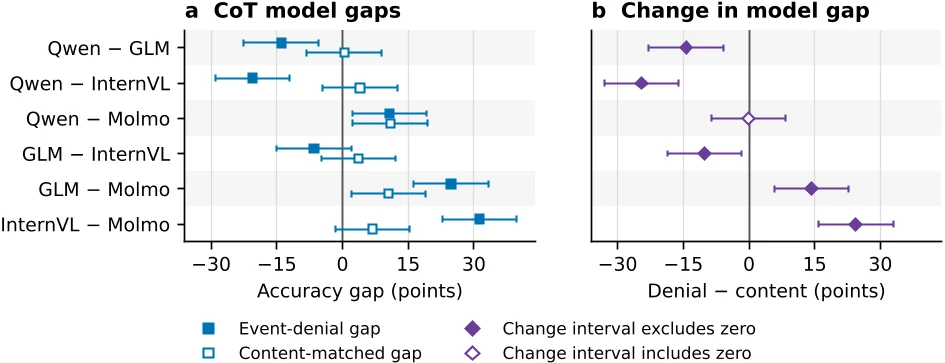 a CoT model gaps
b Change in model gap
Qwen − GLM
Qwen − InternVL
Qwen − Molmo
GLM − InternVL
GLM − Molmo
InternVL − Molmo
−30 −15 0 15 30
−30 −15 0 15 30
Accuracy gap (points)
Denial − content (points)
Event-denial gap
Content-matched gap
Change interval excludes zero
Change interval includes zero